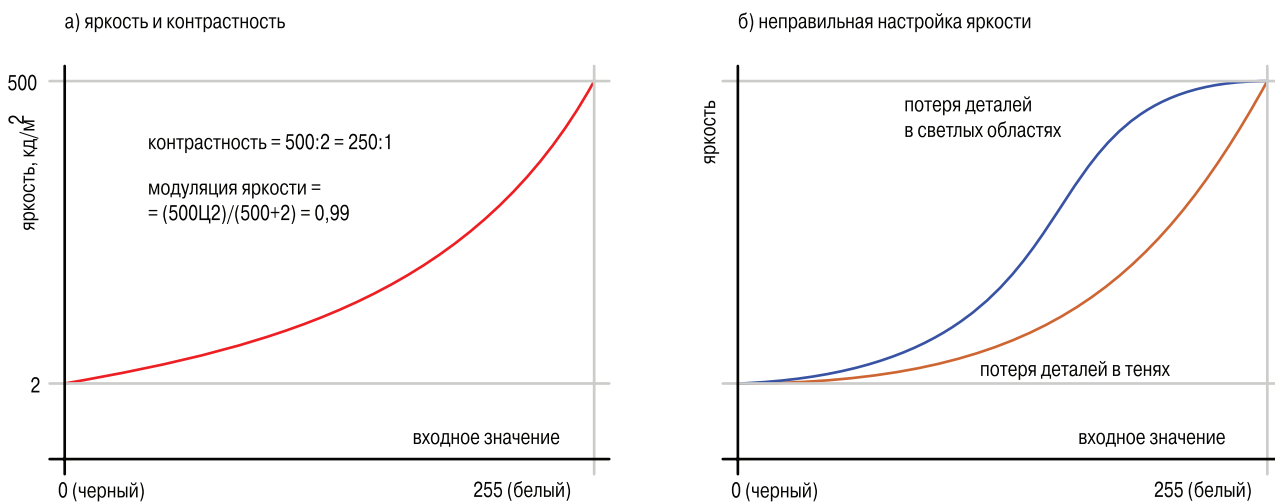 а) яркость и контрастность
500
яркость, кд/м2
контрастность = 500:2 = 250:1
модуляция яркости =
= (500Ц2)/(500+2) = 0,99
2
входное значение
0 (черный)
255 (белый)
б) неправильная настройка яркости
яркость
потеря деталей
в светлых областях
потеря деталей в тенях
входное значение
0 (черный)
255 (белый)